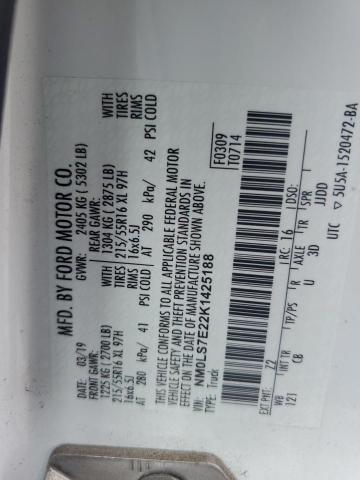 MFD. BY FORD MOTOR CO.
DATE: 03/19 GVWR: 2405 KG ( 5302 LB)
FRONT GAWR: REAR GAWR: WITH
1225 KG ( 2700 LB) 1304 KG ( 2875 LB) TIRES
215/55R16 XL 97H 215/55R16 XL 97H RIMS
16x6.5J 16x6.5J
AT 280 kPa/ 41 PSI COLD AT 290 kPa/ 42 PSI COLD
THIS VEHICLE CONFORMS TO ALL APPLICABLE FEDERAL MOTOR
VEHICLE SAFETY AND THEFT PREVENTION STANDARDS IN
EFFECT ON THE DATE OF MANUFACTURE SHOWN ABOVE.
VIN: NM0LS7E22K1425188 F0309
TYPE: Truck T0714
EXT PNT: Z2 RC: 16 DSO:
WB INT TR TP/PS R AXLE TR SPR
121 CB U 3D JJDD
UTC ▽ 5U5A-1520472-BA